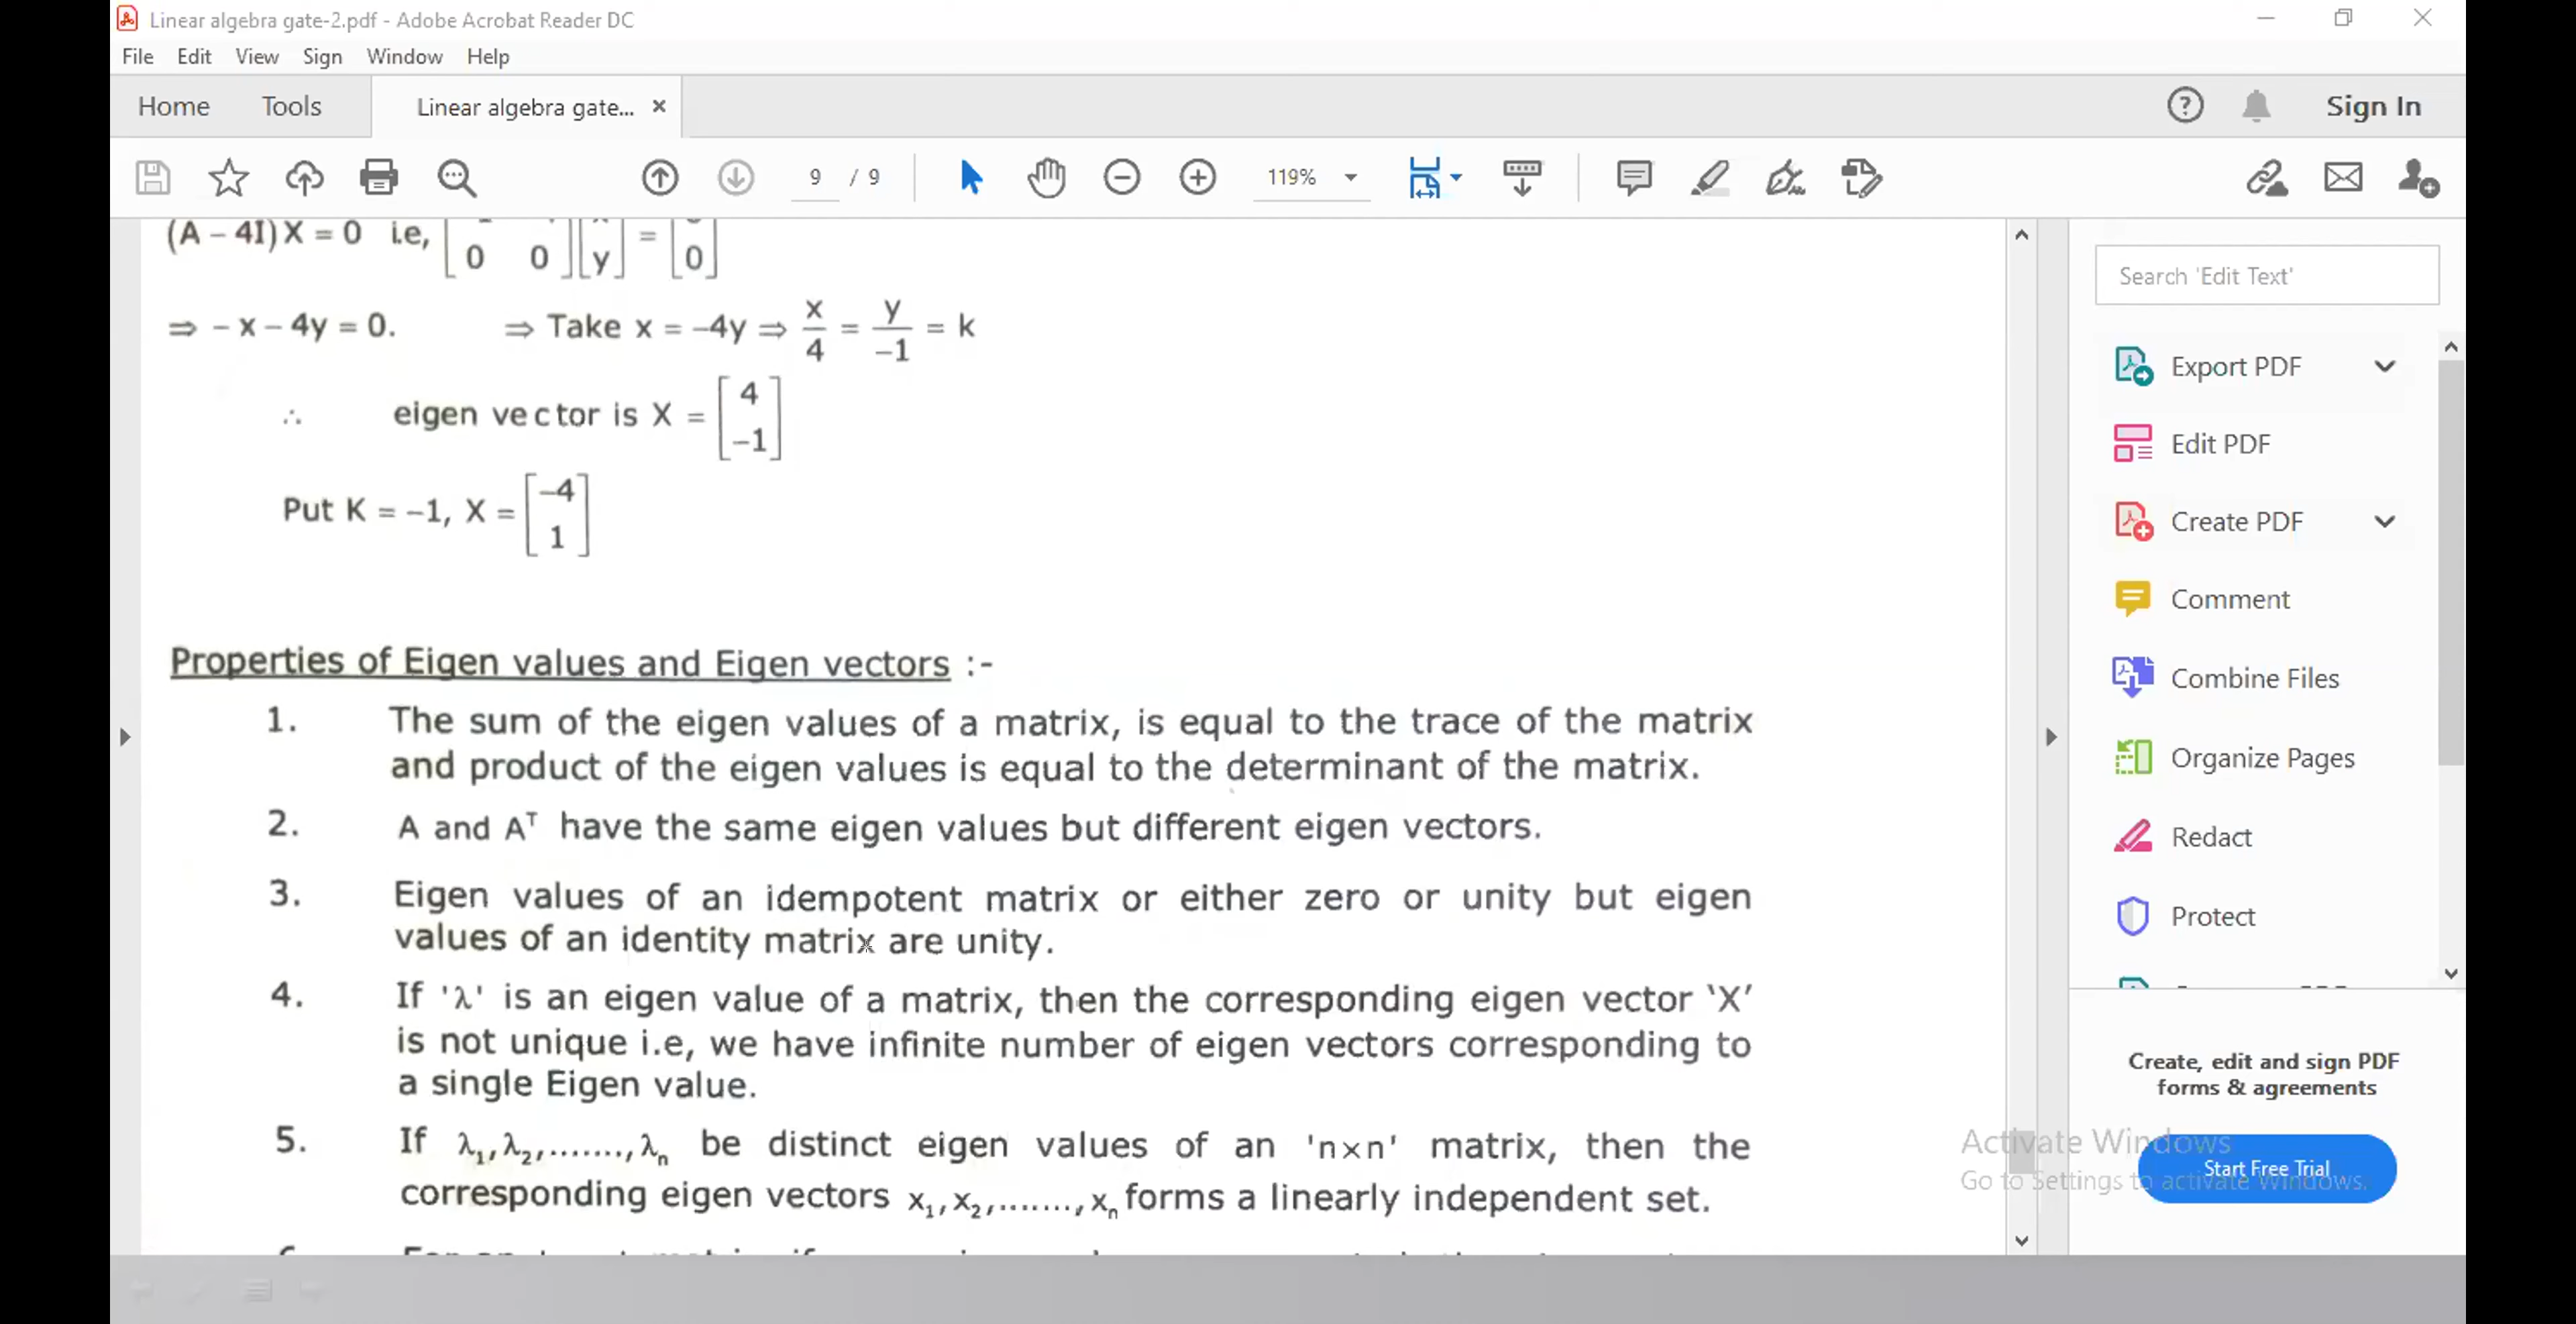 Linear algebra gate-2.pdf - Adobe Acrobat Reader DC
File Edit View Sign Window Help
Home Tools Linear algebra gate... × Sign In
9 / 9 119%
(A – 4I) X = 0 i.e, [0 0] [y] = [0]
⇒ – x – 4y = 0. ⇒ Take x = –4y ⇒ x/4 = y/–1 = k
∴ eigen vector is X = [4 –1]
Put K = –1, X = [–4 1]
Properties of Eigen values and Eigen vectors :-
1. The sum of the eigen values of a matrix, is equal to the trace of the matrix
and product of the eigen values is equal to the determinant of the matrix.
2. A and Aᵀ have the same eigen values but different eigen vectors.
3. Eigen values of an idempotent matrix or either zero or unity but eigen
values of an identity matrix are unity.
4. If 'λ' is an eigen value of a matrix, then the corresponding eigen vector ‘X’
is not unique i.e, we have infinite number of eigen vectors corresponding to
a single Eigen value.
5. If λ₁, λ₂,......., λₙ be distinct eigen values of an 'n×n' matrix, then the
corresponding eigen vectors x₁, x₂,......., xₙ forms a linearly independent set.
Search 'Edit Text'
Export PDF
Edit PDF
Create PDF
Comment
Combine Files
Organize Pages
Redact
Protect
Create, edit and sign PDF
forms & agreements
Start Free Trial
Activate Windows
Go to Settings to activate Windows.